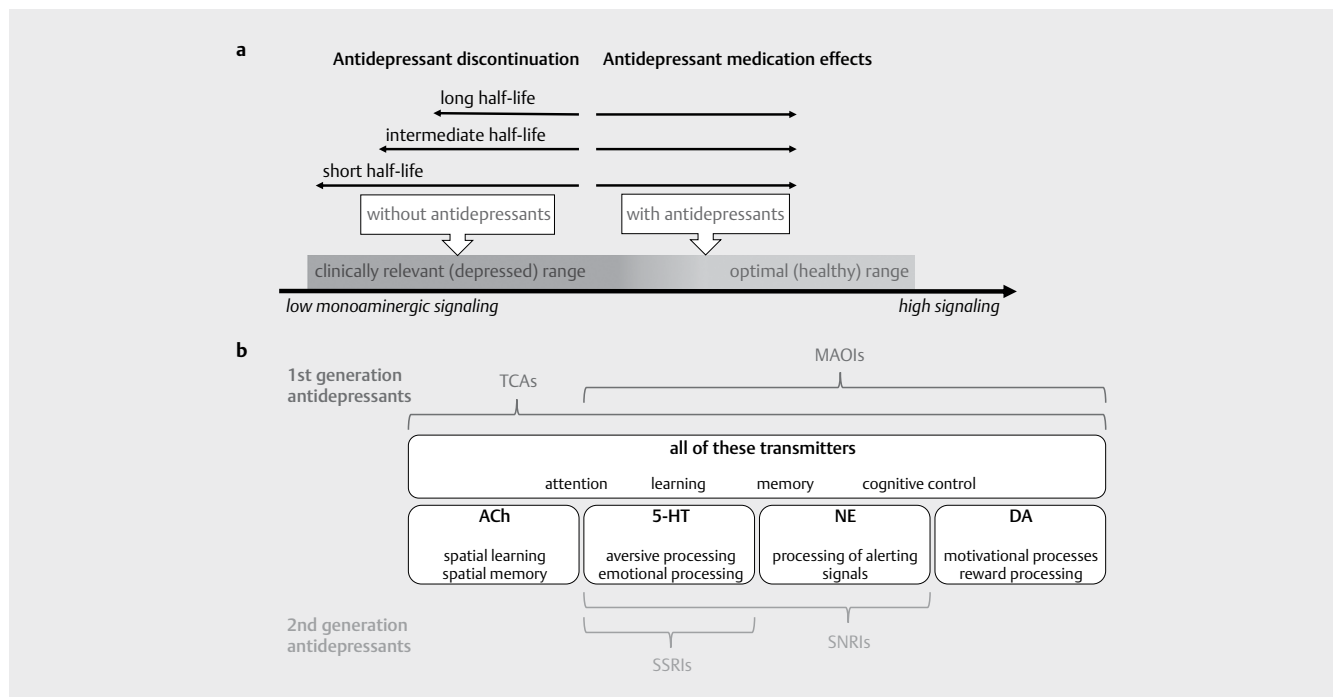 a
Antidepressant discontinuation
Antidepressant medication effects
long half-life
intermediate half-life
short half-life
without antidepressants
with antidepressants
clinically relevant (depressed) range
optimal (healthy) range
low monoaminergic signaling
high signaling
b
1st generation
antidepressants
TCAs
MAOIs
all of these transmitters
attention learning memory cognitive control
ACh
spatial learning
spatial memory
5-HT
aversive processing
emotional processing
NE
processing of alerting
signals
DA
motivational processes
reward processing
2nd generation
antidepressants
SSRIs
SNRIs